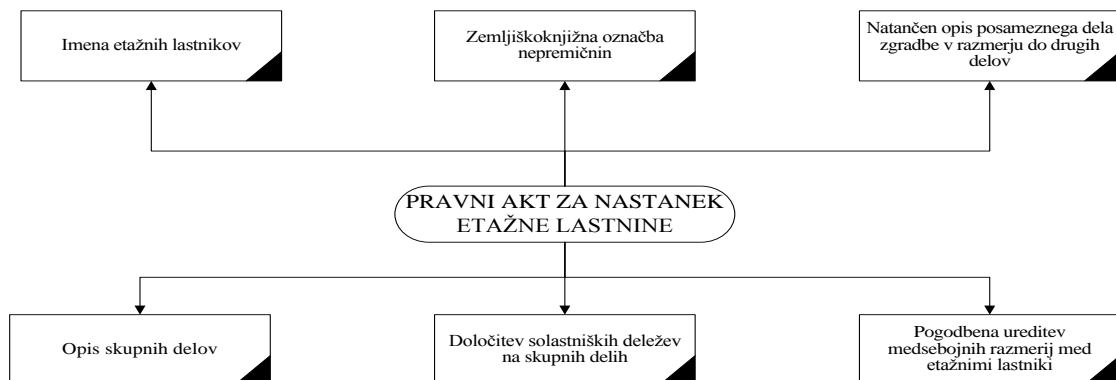 Imena etažnih lastnikov
Zemljiškoknjižna označba
nepremičnin
Natančen opis posameznega dela
zgradbe v razmerju do drugih
delov
PRAVNI AKT ZA NASTANEK
ETAŽNE LASTNINE
Opis skupnih delov
Določitev solastniških deležev
na skupnih delih
Pogodbena ureditev
medsebojnih razmerij med
etažnimi lastniki